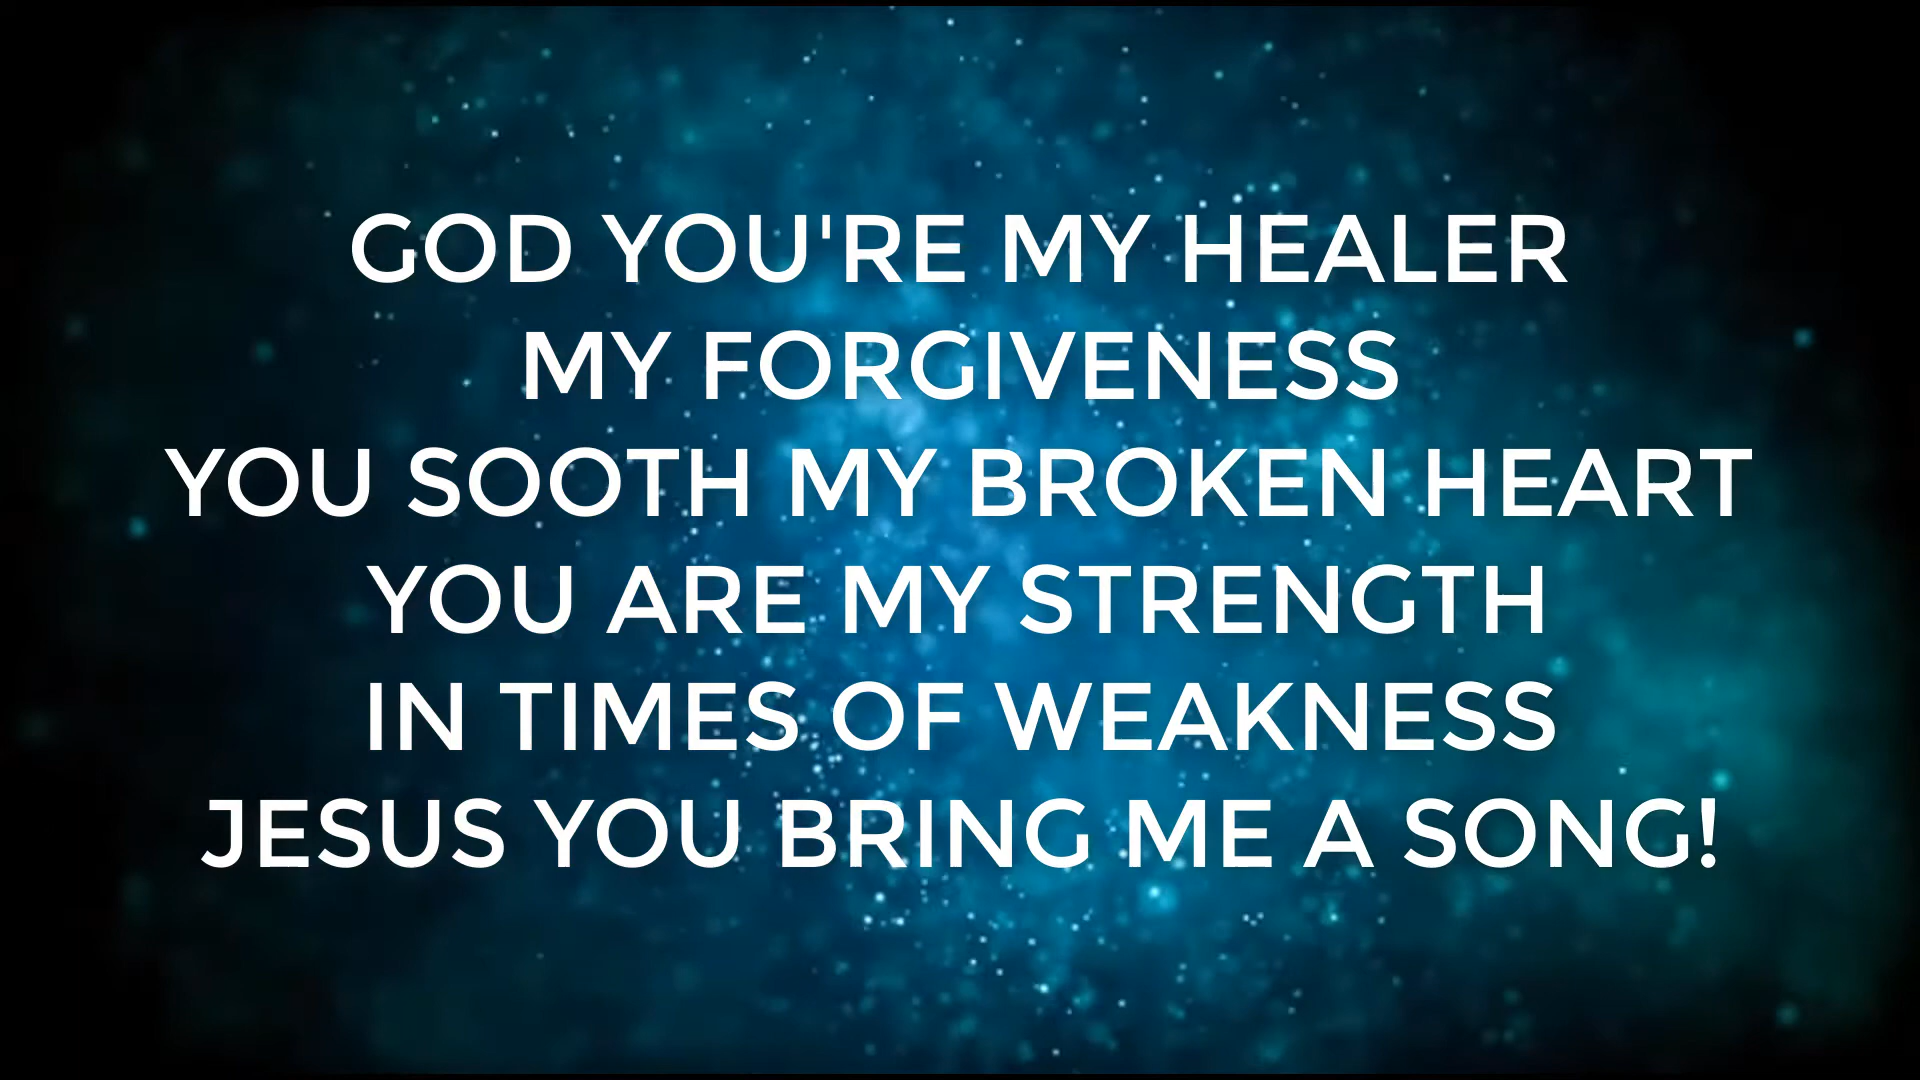 GOD YOU'RE MY HEALER
MY FORGIVENESS
YOU SOOTH MY BROKEN HEART
YOU ARE MY STRENGTH
IN TIMES OF WEAKNESS
JESUS YOU BRING ME A SONG!